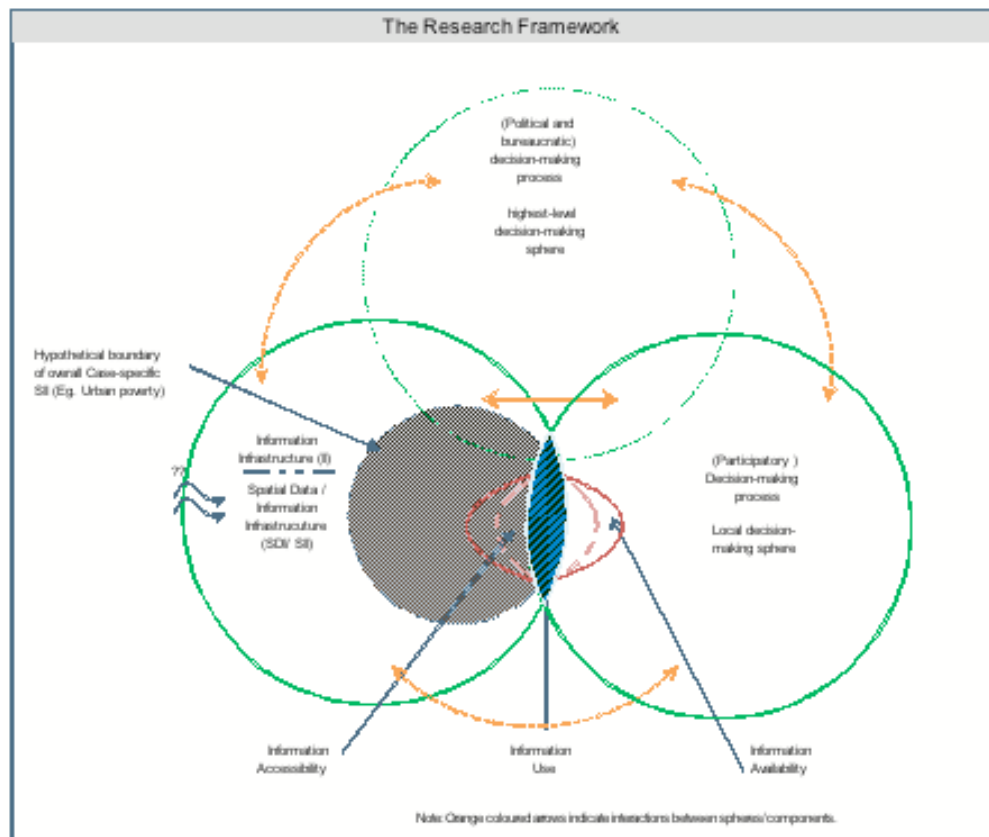 The Research Framework
(Political and
bureaucratic)
decision-making
process
highest-level
decision-making
sphere
Hypothetical boundary
of overall Case-specific
SII (Eg. Urban poverty)
Information
Infrastructure (II)
??
Spatial Data /
Information
Infrastrucuture
(SDI/ SII)
(Participatory )
Decision-making
process
Local decision-
making sphere
Information
Accessibility
Information
Use
Information
Availability
Note: Orange coloured arrows indicate interactions between spheres/components.